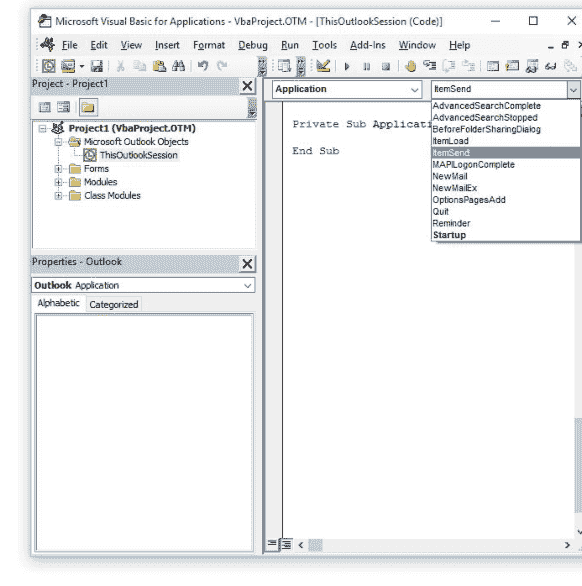 Microsoft Visual Basic for Applications - VbaProject.OTM - [ThisOutlookSession (Code)]
File Edit View Insert Format Debug Run Tools Add-Ins Window Help
Project - Project1
Project1 (VbaProject.OTM)
Microsoft Outlook Objects
ThisOutlookSession
Forms
Modules
Class Modules
Properties - Outlook
Outlook Application
Alphabetic Categorized
Application ItemSend
Private Sub Applicati
End Sub
AdvancedSearchComplete
AdvancedSearchStopped
BeforeFolderSharingDialog
ItemLoad
ItemSend
MAPILogonComplete
NewMail
NewMailEx
OptionsPagesAdd
Quit
Reminder
Startup